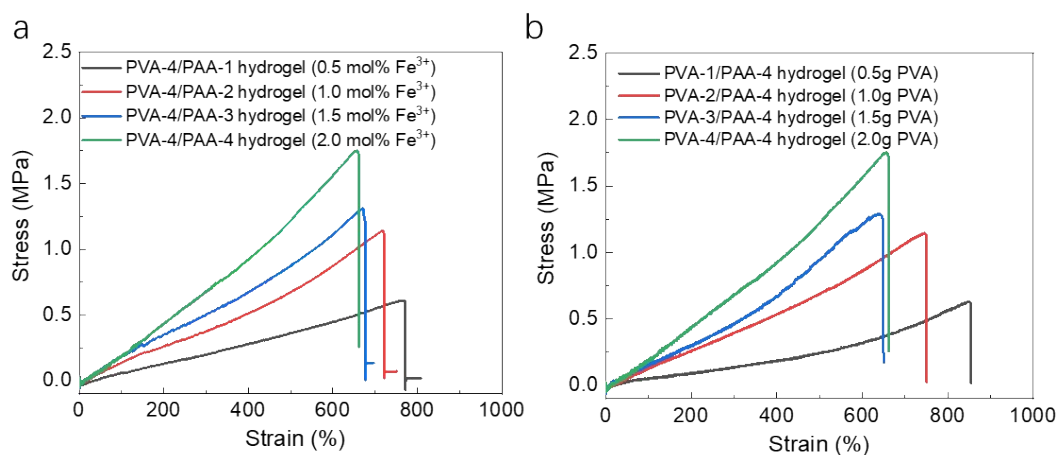 a
2.5
PVA-4/PAA-1 hydrogel (0.5 mol% Fe³⁺)
PVA-4/PAA-2 hydrogel (1.0 mol% Fe³⁺)
PVA-4/PAA-3 hydrogel (1.5 mol% Fe³⁺)
PVA-4/PAA-4 hydrogel (2.0 mol% Fe³⁺)
2.0
1.5
1.0
0.5
0.0
Stress (MPa)
0 200 400 600 800 1000
Strain (%)
b
2.5
PVA-1/PAA-4 hydrogel (0.5g PVA)
PVA-2/PAA-4 hydrogel (1.0g PVA)
PVA-3/PAA-4 hydrogel (1.5g PVA)
PVA-4/PAA-4 hydrogel (2.0g PVA)
2.0
1.5
1.0
0.5
0.0
Stress (MPa)
0 200 400 600 800 1000
Strain (%)